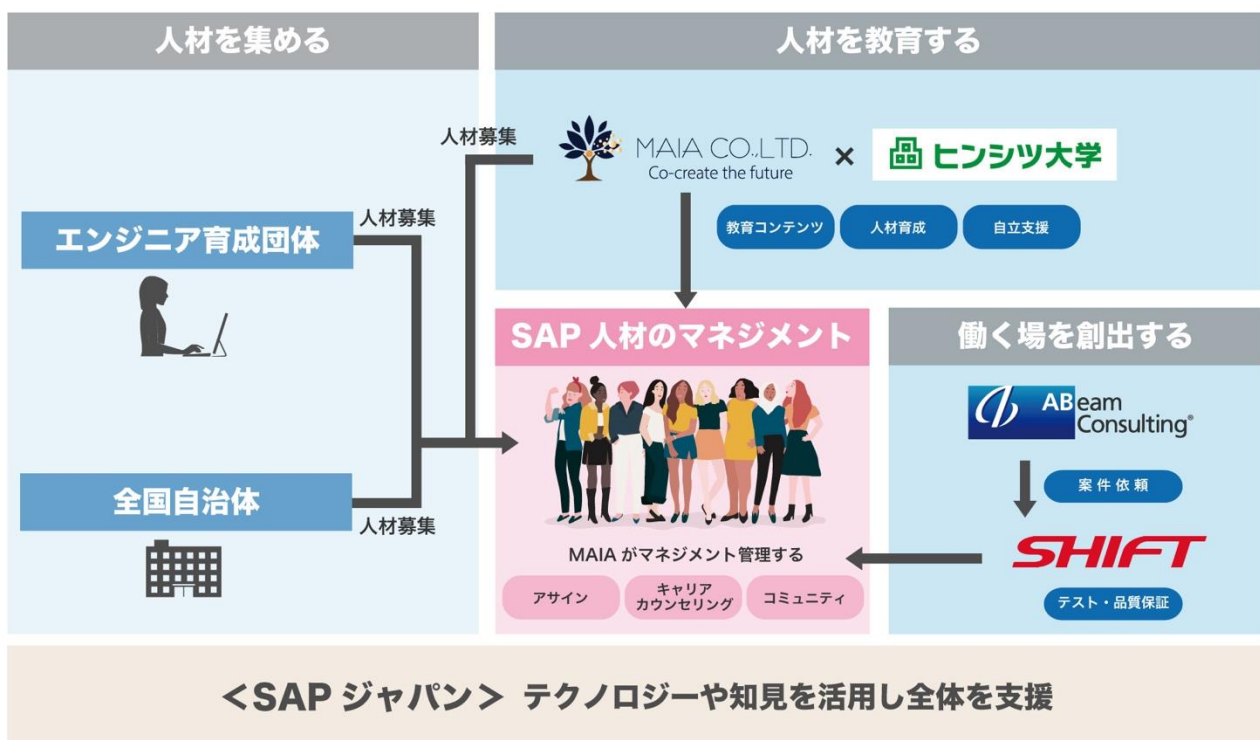 人材を集める
人材を教育する
人材募集
MAIA CO.,LTD.
Co-create the future
×
ヒンシツ大学
教育コンテンツ
人材育成
自立支援
エンジニア育成団体
人材募集
全国自治体
人材募集
SAP 人材のマネジメント
MAIA がマネジメント管理する
アサイン
キャリア
カウンセリング
コミュニティ
働く場を創出する
ABeam
Consulting®
案件依頼
SHIFT
テスト・品質保証
＜SAP ジャパン＞ テクノロジーや知見を活用し全体を支援